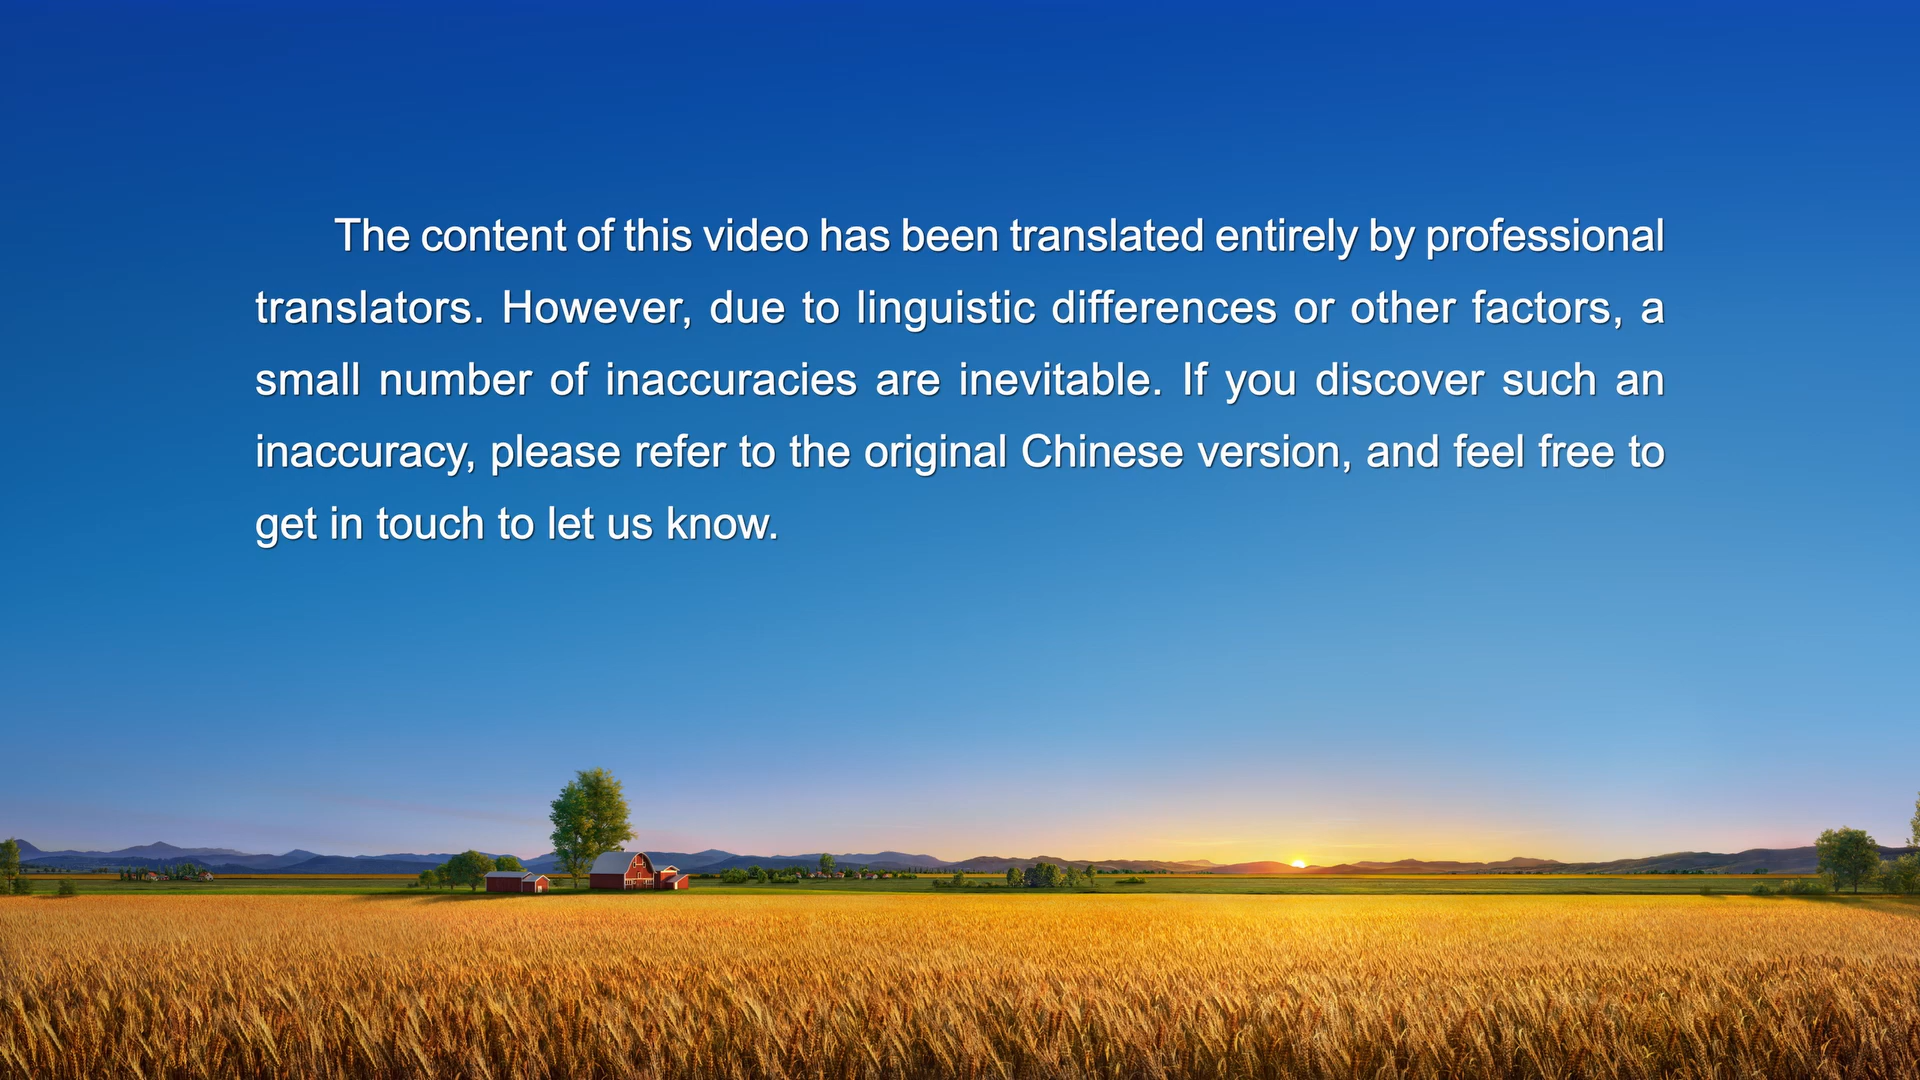 The content of this video has been translated entirely by professional
translators. However, due to linguistic differences or other factors, a
small number of inaccuracies are inevitable. If you discover such an
inaccuracy, please refer to the original Chinese version, and feel free to
get in touch to let us know.